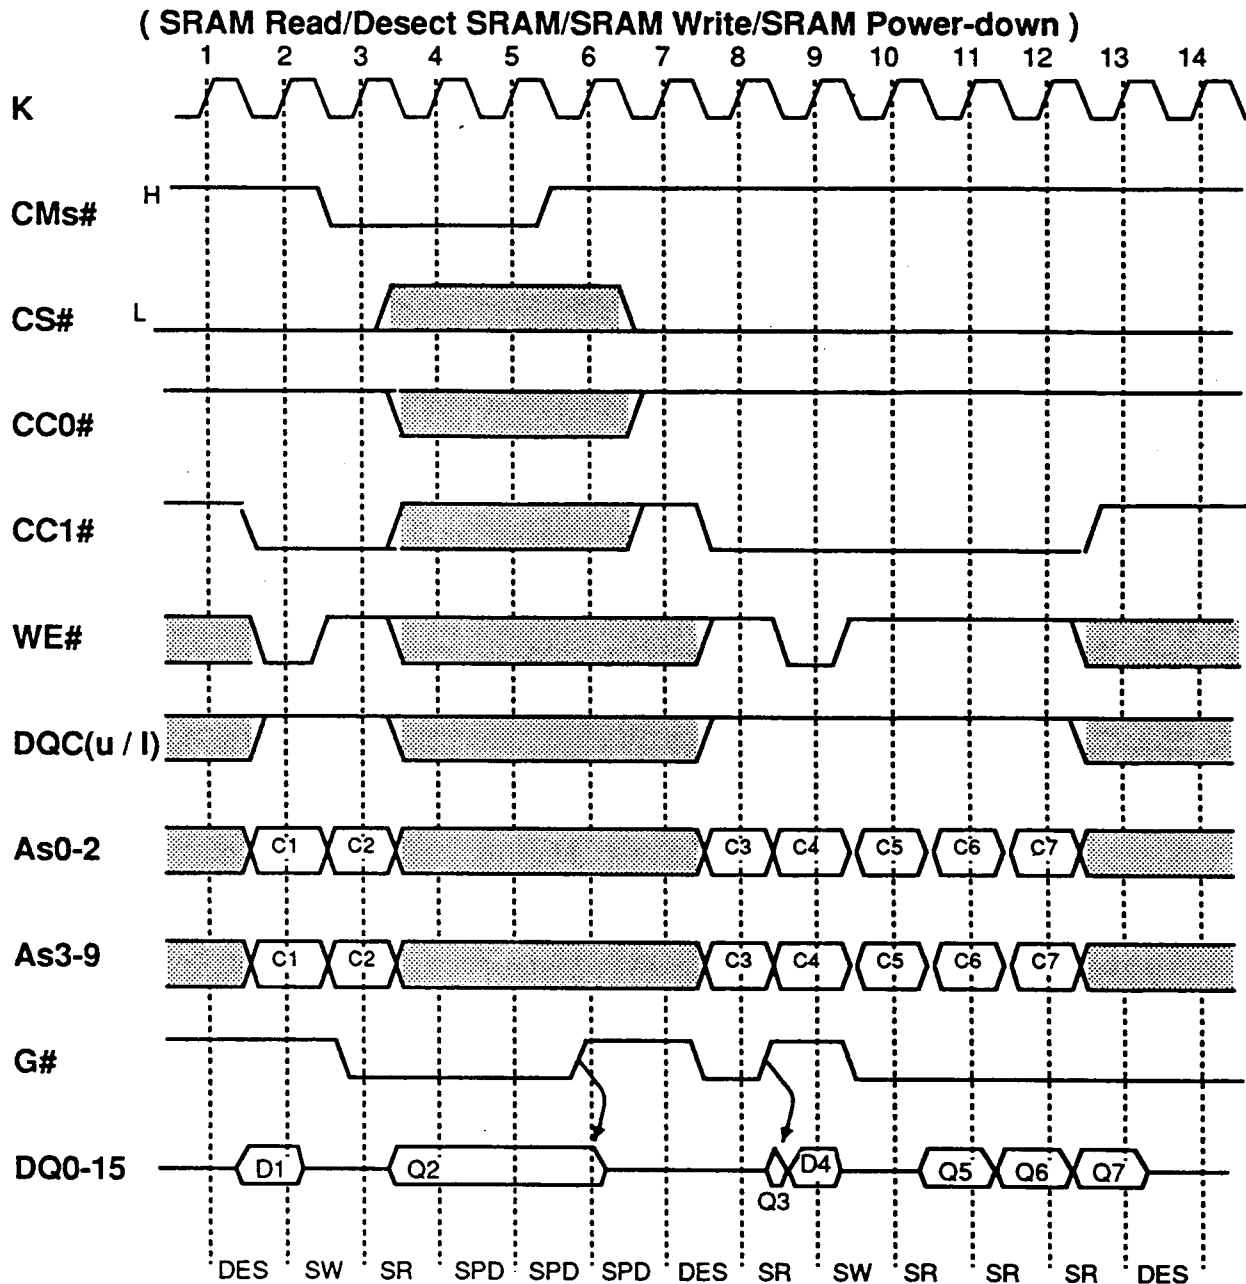 ( SRAM Read/Desect SRAM/SRAM Write/SRAM Power-down )
1 2 3 4 5 6 7 8 9 10 11 12 13 14
K
CMs# H
CS# L
CC0#
CC1#
WE#
DQC(u / l)
As0-2 C1 C2 C3 C4 C5 C6 C7
As3-9 C1 C2 C3 C4 C5 C6 C7
G#
DQ0-15 D1 Q2 Q3 D4 Q5 Q6 Q7
DES SW SR SPD SPD SPD DES SR SW SR SR SR DES